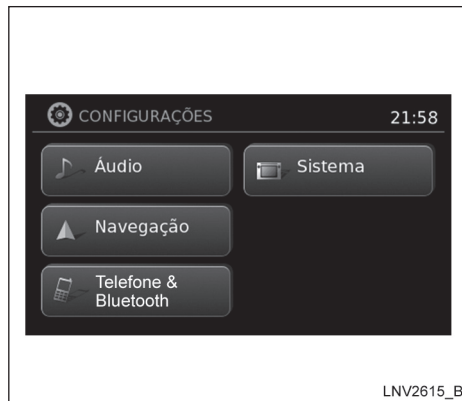 CONFIGURAÇÕES 21:58
Áudio
Sistema
Navegação
Telefone &
Bluetooth
LNV2615_B